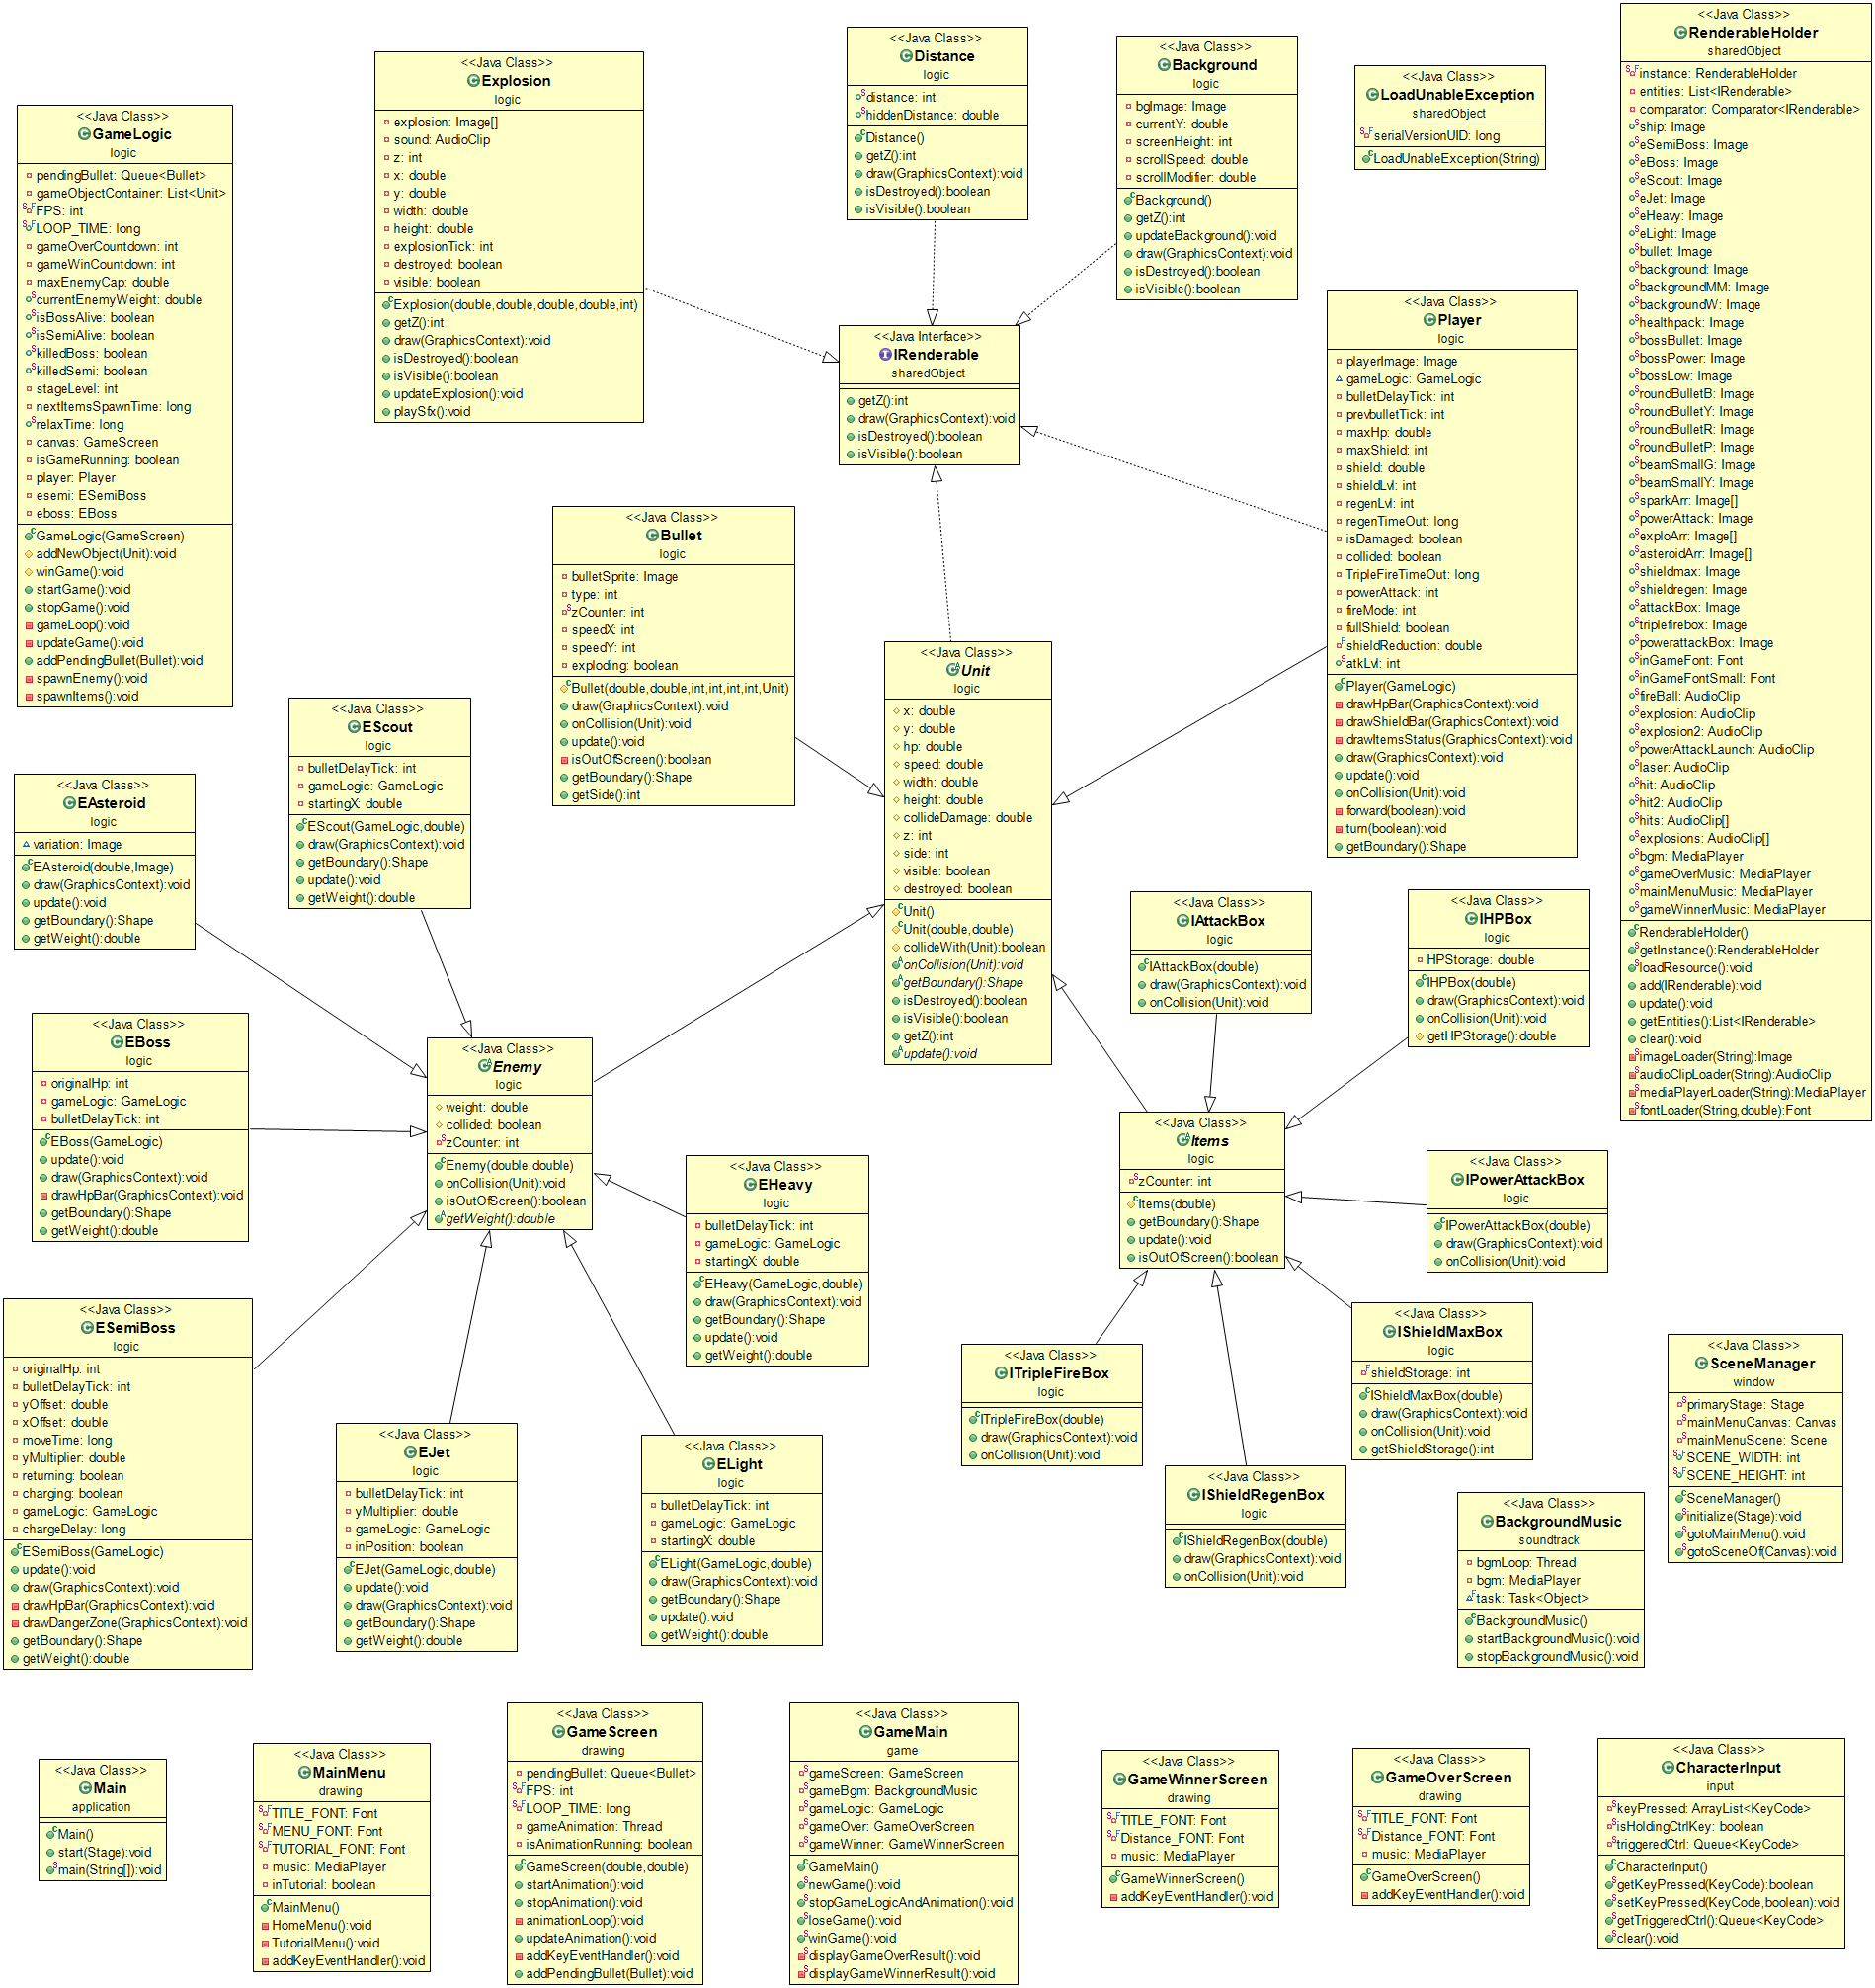 <<Java Class>>
GameLogic
logic
pendingBullet: Queue<Bullet>
gameObjectContainer: List<Unit>
FPS: int
LOOP_TIME: long
gameOverCountdown: int
gameWinCountdown: int
maxEnemyCap: double
currentEnemyWeight: double
isBossAlive: boolean
isSemiAlive: boolean
killedBoss: boolean
killedSemi: boolean
stageLevel: int
nextItemsSpawnTime: long
relaxTime: long
canvas: GameScreen
isGameRunning: boolean
player: Player
esemi: ESemiBoss
eboss: EBoss
GameLogic(GameScreen)
addNewObject(Unit):void
winGame():void
startGame():void
stopGame():void
gameLoop():void
updateGame():void
addPendingBullet(Bullet):void
spawnEnemy():void
spawnItems():void
<<Java Class>>
Explosion
logic
explosion: Image[]
sound: AudioClip
z: int
x: double
y: double
width: double
height: double
explosionTick: int
destroyed: boolean
visible: boolean
Explosion(double,double,double,double,int)
getZ():int
draw(GraphicsContext):void
isDestroyed():boolean
isVisible():boolean
updateExplosion():void
playSfx():void
<<Java Class>>
Distance
logic
distance: int
hiddenDistance: double
Distance()
getZ():int
draw(GraphicsContext):void
isDestroyed():boolean
isVisible():boolean
<<Java Class>>
Background
logic
bgImage: Image
currentY: double
screenHeight: int
scrollSpeed: double
scrollModifier: double
Background()
getZ():int
updateBackground():void
draw(GraphicsContext):void
isDestroyed():boolean
isVisible():boolean
<<Java Class>>
LoadUnableException
sharedObject
serialVersionUID: long
LoadUnableException(String)
<<Java Class>>
RenderableHolder
sharedObject
instance: RenderableHolder
entities: List<IRenderable>
comparator: Comparator<IRenderable>
ship: Image
eSemiBoss: Image
eBoss: Image
eScout: Image
eJet: Image
eHeavy: Image
eLight: Image
bullet: Image
background: Image
backgroundMM: Image
backgroundW: Image
healthpack: Image
bossBullet: Image
bossPower: Image
bossLow: Image
roundBulletB: Image
roundBulletY: Image
roundBulletR: Image
roundBulletP: Image
beamSmallG: Image
beamSmallY: Image
sparkArr: Image[]
powerAttack: Image
exploArr: Image[]
asteroidArr: Image[]
shieldmax: Image
shieldregen: Image
attackBox: Image
triplefirebox: Image
powerattackBox: Image
inGameFont: Font
inGameFontSmall: Font
fireBall: AudioClip
explosion: AudioClip
explosion2: AudioClip
powerAttackLaunch: AudioClip
laser: AudioClip
hit: AudioClip
hit2: AudioClip
hits: AudioClip[]
explosions: AudioClip[]
bgm: MediaPlayer
gameOverMusic: MediaPlayer
mainMenuMusic: MediaPlayer
gameWinnerMusic: MediaPlayer
RenderableHolder()
getInstance():RenderableHolder
loadResource():void
add(IRenderable):void
update():void
getEntities():List<IRenderable>
clear():void
imageLoader(String):Image
audioClipLoader(String):AudioClip
mediaPlayerLoader(String):MediaPlayer
fontLoader(String,double):Font
<<Java Interface>>
IRenderable
sharedObject
getZ():int
draw(GraphicsContext):void
isDestroyed():boolean
isVisible():boolean
<<Java Class>>
Player
logic
playerImage: Image
gameLogic: GameLogic
bulletDelayTick: int
prevbulletTick: int
maxHp: double
maxShield: int
shield: double
shieldLvl: int
regenLvl: int
regenTimeOut: long
isDamaged: boolean
collided: boolean
TripleFireTimeOut: long
powerAttack: int
fireMode: int
fullShield: boolean
shieldReduction: double
atkLvl: int
Player(GameLogic)
drawHpBar(GraphicsContext):void
drawShieldBar(GraphicsContext):void
drawItemsStatus(GraphicsContext):void
draw(GraphicsContext):void
update():void
onCollision(Unit):void
forward(boolean):void
turn(boolean):void
getBoundary():Shape
<<Java Class>>
Bullet
logic
bulletSprite: Image
type: int
zCounter: int
speedX: int
speedY: int
exploding: boolean
Bullet(double,double,int,int,int,int,Unit)
draw(GraphicsContext):void
onCollision(Unit):void
update():void
isOutOfScreen():boolean
getBoundary():Shape
getSide():int
<<Java Class>>
Unit
logic
x: double
y: double
hp: double
speed: double
width: double
height: double
collideDamage: double
z: int
side: int
visible: boolean
destroyed: boolean
Unit()
Unit(double,double)
collideWith(Unit):boolean
onCollision(Unit):void
getBoundary():Shape
isDestroyed():boolean
isVisible():boolean
getZ():int
update():void
<<Java Class>>
EScout
logic
bulletDelayTick: int
gameLogic: GameLogic
startingX: double
EScout(GameLogic,double)
draw(GraphicsContext):void
getBoundary():Shape
update():void
getWeight():double
<<Java Class>>
EAsteroid
logic
variation: Image
EAsteroid(double,Image)
draw(GraphicsContext):void
update():void
getBoundary():Shape
getWeight():double
<<Java Class>>
IAttackBox
logic
IAttackBox(double)
draw(GraphicsContext):void
onCollision(Unit):void
<<Java Class>>
IHPBox
logic
HPStorage: double
IHPBox(double)
draw(GraphicsContext):void
onCollision(Unit):void
getHPStorage():double
<<Java Class>>
EBoss
logic
originalHp: int
gameLogic: GameLogic
bulletDelayTick: int
EBoss(GameLogic)
update():void
draw(GraphicsContext):void
drawHpBar(GraphicsContext):void
getBoundary():Shape
getWeight():double
<<Java Class>>
Enemy
logic
weight: double
collided: boolean
zCounter: int
Enemy(double,double)
onCollision(Unit):void
isOutOfScreen():boolean
getWeight():double
<<Java Class>>
EHeavy
logic
bulletDelayTick: int
gameLogic: GameLogic
startingX: double
EHeavy(GameLogic,double)
draw(GraphicsContext):void
getBoundary():Shape
update():void
getWeight():double
<<Java Class>>
Items
logic
zCounter: int
Items(double)
getBoundary():Shape
update():void
isOutOfScreen():boolean
<<Java Class>>
IPowerAttackBox
logic
IPowerAttackBox(double)
draw(GraphicsContext):void
onCollision(Unit):void
<<Java Class>>
ESemiBoss
logic
originalHp: int
bulletDelayTick: int
yOffset: double
xOffset: double
moveTime: long
yMultiplier: double
returning: boolean
charging: boolean
gameLogic: GameLogic
chargeDelay: long
ESemiBoss(GameLogic)
update():void
draw(GraphicsContext):void
drawHpBar(GraphicsContext):void
drawDangerZone(GraphicsContext):void
getBoundary():Shape
getWeight():double
<<Java Class>>
EJet
logic
bulletDelayTick: int
yMultiplier: double
gameLogic: GameLogic
inPosition: boolean
EJet(GameLogic,double)
update():void
draw(GraphicsContext):void
getBoundary():Shape
getWeight():double
<<Java Class>>
ELight
logic
bulletDelayTick: int
gameLogic: GameLogic
startingX: double
ELight(GameLogic,double)
draw(GraphicsContext):void
getBoundary():Shape
update():void
getWeight():double
<<Java Class>>
ITripleFireBox
logic
ITripleFireBox(double)
draw(GraphicsContext):void
onCollision(Unit):void
<<Java Class>>
IShieldMaxBox
logic
shieldStorage: int
IShieldMaxBox(double)
draw(GraphicsContext):void
onCollision(Unit):void
getShieldStorage():int
<<Java Class>>
IShieldRegenBox
logic
IShieldRegenBox(double)
draw(GraphicsContext):void
onCollision(Unit):void
<<Java Class>>
SceneManager
window
primaryStage: Stage
mainMenuCanvas: Canvas
mainMenuScene: Scene
SCENE_WIDTH: int
SCENE_HEIGHT: int
SceneManager()
initialize(Stage):void
gotoMainMenu():void
gotoSceneOf(Canvas):void
<<Java Class>>
BackgroundMusic
soundtrack
bgmLoop: Thread
bgm: MediaPlayer
task: Task<Object>
BackgroundMusic()
startBackgroundMusic():void
stopBackgroundMusic():void
<<Java Class>>
Main
application
Main()
start(Stage):void
main(String[]):void
<<Java Class>>
MainMenu
drawing
TITLE_FONT: Font
MENU_FONT: Font
TUTORIAL_FONT: Font
music: MediaPlayer
inTutorial: boolean
MainMenu()
HomeMenu():void
TutorialMenu():void
addKeyEventHandler():void
<<Java Class>>
GameScreen
drawing
pendingBullet: Queue<Bullet>
FPS: int
LOOP_TIME: long
gameAnimation: Thread
isAnimationRunning: boolean
GameScreen(double,double)
startAnimation():void
stopAnimation():void
animationLoop():void
updateAnimation():void
addKeyEventHandler():void
addPendingBullet(Bullet):void
<<Java Class>>
GameMain
game
gameScreen: GameScreen
gameBgm: BackgroundMusic
gameLogic: GameLogic
gameOver: GameOverScreen
gameWinner: GameWinnerScreen
GameMain()
newGame():void
stopGameLogicAndAnimation():void
loseGame():void
winGame():void
displayGameOverResult():void
displayGameWinnerResult():void
<<Java Class>>
GameWinnerScreen
drawing
TITLE_FONT: Font
Distance_FONT: Font
music: MediaPlayer
GameWinnerScreen()
addKeyEventHandler():void
<<Java Class>>
GameOverScreen
drawing
TITLE_FONT: Font
Distance_FONT: Font
music: MediaPlayer
GameOverScreen()
addKeyEventHandler():void
<<Java Class>>
CharacterInput
input
keyPressed: ArrayList<KeyCode>
isHoldingCtrlKey: boolean
triggeredCtrl: Queue<KeyCode>
CharacterInput()
getKeyPressed(KeyCode):boolean
setKeyPressed(KeyCode,boolean):void
getTriggeredCtrl():Queue<KeyCode>
clear():void